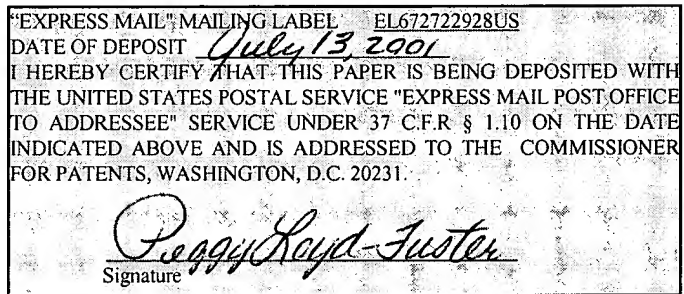 "EXPRESS MAIL" MAILING LABEL EL672722928US
DATE OF DEPOSIT July 13, 2001
I HEREBY CERTIFY THAT THIS PAPER IS BEING DEPOSITED WITH
THE UNITED STATES POSTAL SERVICE "EXPRESS MAIL POST OFFICE
TO ADDRESSEE" SERVICE UNDER 37 C.F.R § 1.10 ON THE DATE
INDICATED ABOVE AND IS ADDRESSED TO THE COMMISSIONER
FOR PATENTS, WASHINGTON, D.C. 20231.
Peggy Loyd-Fuster
Signature